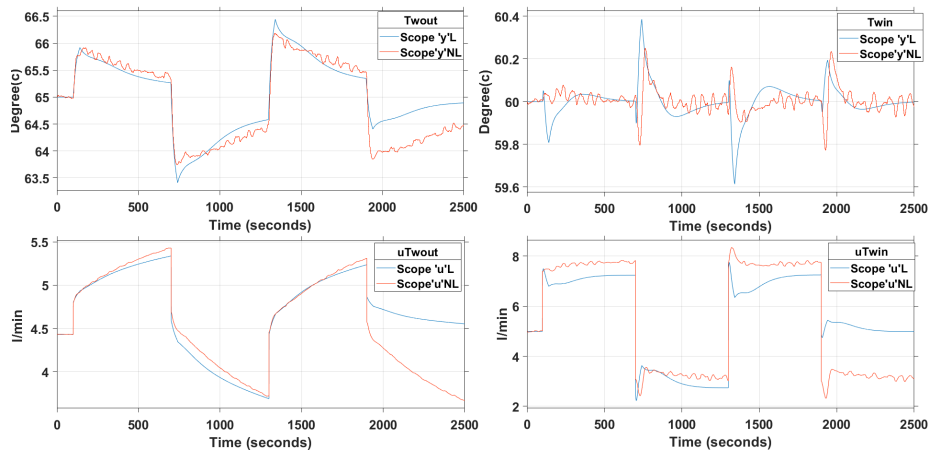 66.5
66
65.5
65
64.5
64
63.5
Degree(c)
Twout
Scope 'y'L
Scope'y'NL
0 500 1000 1500 2000 2500
Time (seconds)
60.4
60.2
60
59.8
59.6
Degree(c)
Twin
Scope 'y'L
Scope'y'NL
0 500 1000 1500 2000 2500
Time (seconds)
5.5
5
4.5
4
l/min
uTwout
Scope 'u'L
Scope'u'NL
0 500 1000 1500 2000 2500
Time (seconds)
8
6
4
2
l/min
uTwin
Scope 'u'L
Scope'u'NL
0 500 1000 1500 2000 2500
Time (seconds)